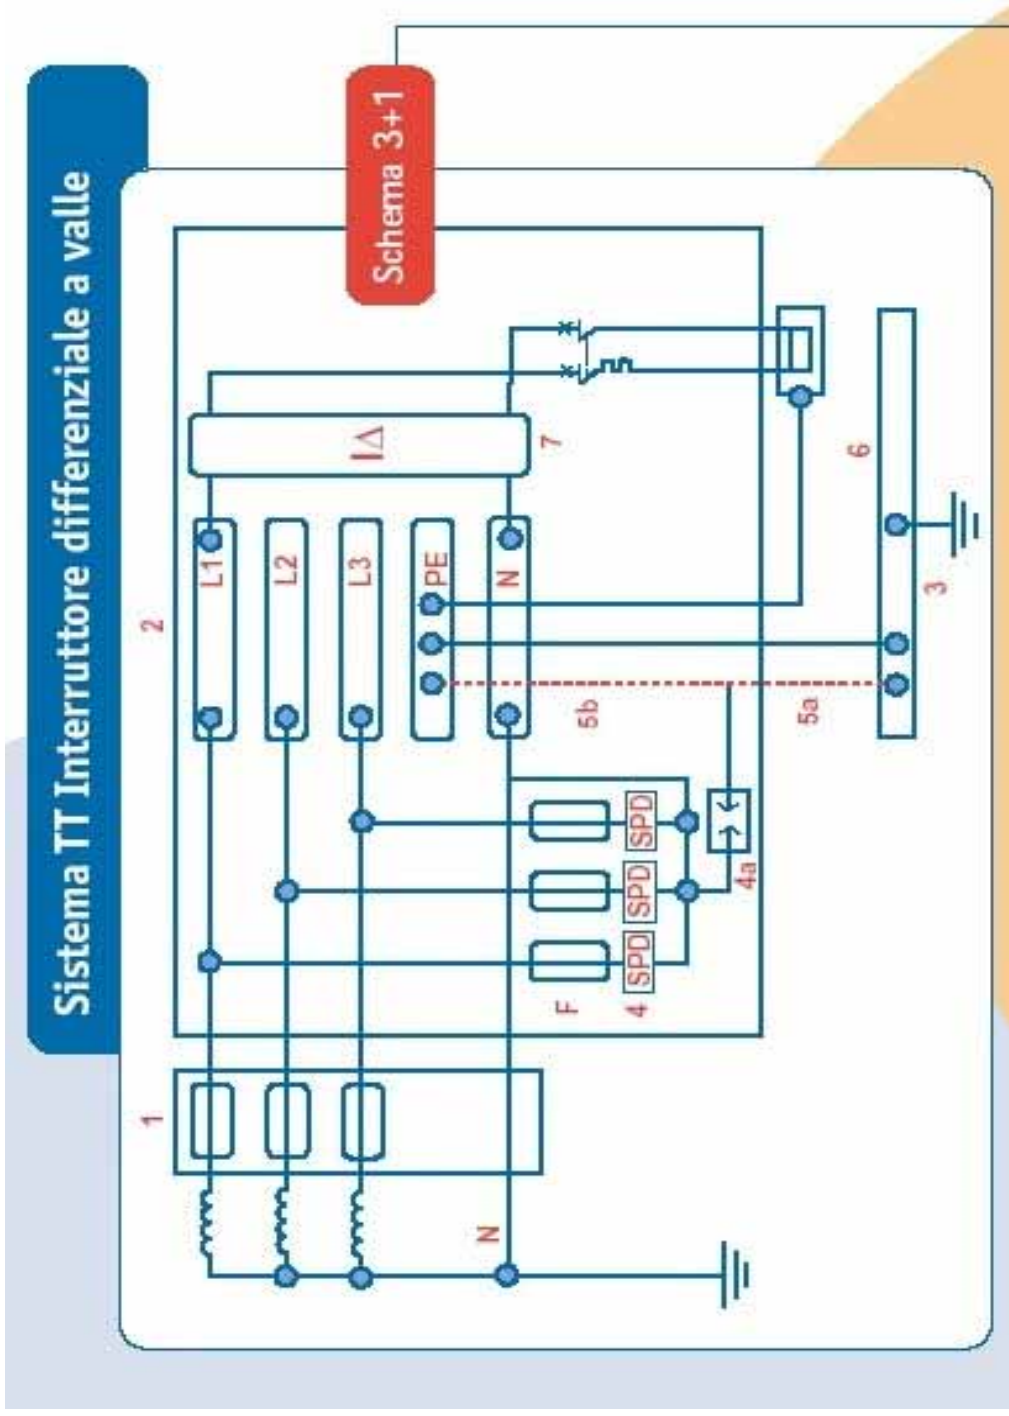 Sistema TT Interruttore differenziale a valle
Schema 3+1
1
2
L1
L2
L3
PE
N
IΔ
7
N
F
4
SPD
SPD
SPD
4a
5b
5a
6
3